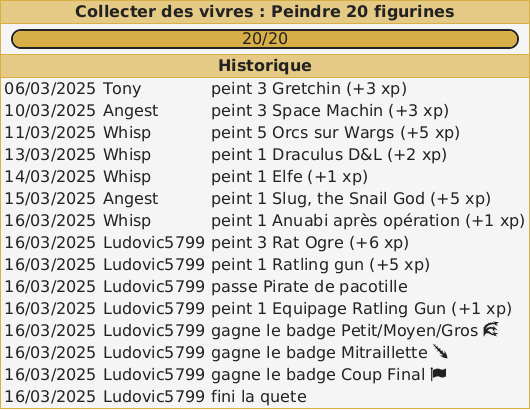 Collecter des vivres : Peindre 20 figurines
20/20
Historique
06/03/2025 Tony peint 3 Gretchin (+3 xp)
10/03/2025 Angest peint 3 Space Machin (+3 xp)
11/03/2025 Whisp peint 5 Orcs sur Wargs (+5 xp)
13/03/2025 Whisp peint 1 Draculus D&L (+2 xp)
14/03/2025 Whisp peint 1 Elfe (+1 xp)
15/03/2025 Angest peint 1 Slug, the Snail God (+5 xp)
16/03/2025 Whisp peint 1 Anuabi après opération (+1 xp)
16/03/2025 Ludovic5799 peint 3 Rat Ogre (+6 xp)
16/03/2025 Ludovic5799 peint 1 Ratling gun (+5 xp)
16/03/2025 Ludovic5799 passe Pirate de pacotille
16/03/2025 Ludovic5799 peint 1 Equipage Ratling Gun (+1 xp)
16/03/2025 Ludovic5799 gagne le badge Petit/Moyen/Gros
16/03/2025 Ludovic5799 gagne le badge Mitraillette
16/03/2025 Ludovic5799 gagne le badge Coup Final
16/03/2025 Ludovic5799 fini la quete